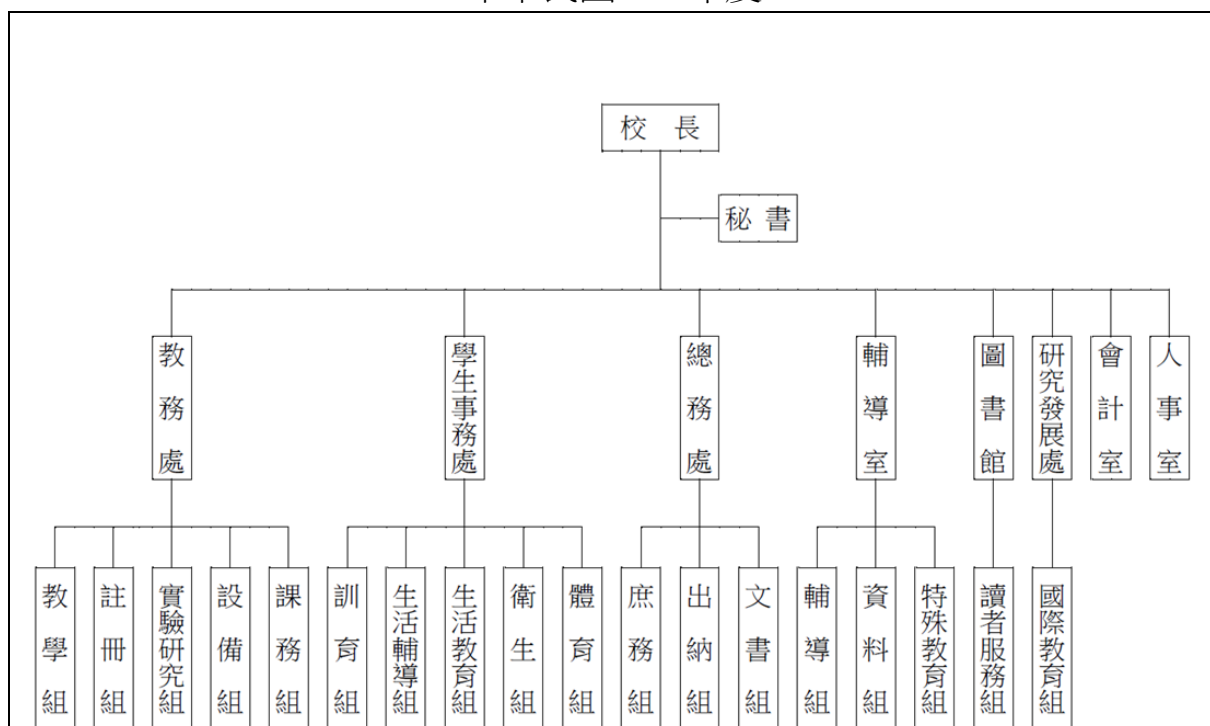 校 長
秘 書
教務處
學生事務處
總務處
輔導室
圖書館
研究發展處
會計室
人事室
教學組
註冊組
實驗研究組
設備組
課務組
訓育組
生活輔導組
生活教育組
衛生組
體育組
庶務組
出納組
文書組
輔導組
資料組
特殊教育組
讀者服務組
國際教育組